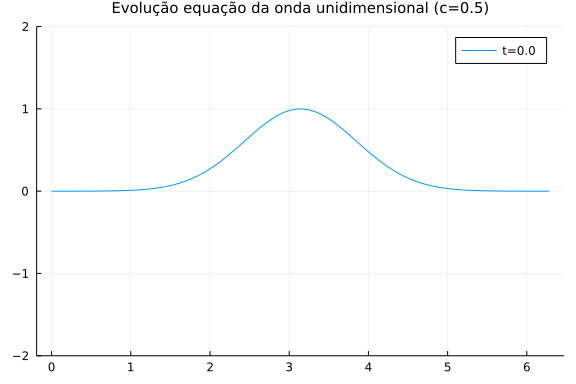 Evolução equação da onda unidimensional (c=0.5)
t=0.0
2
1
0
−1
−2
0 1 2 3 4 5 6